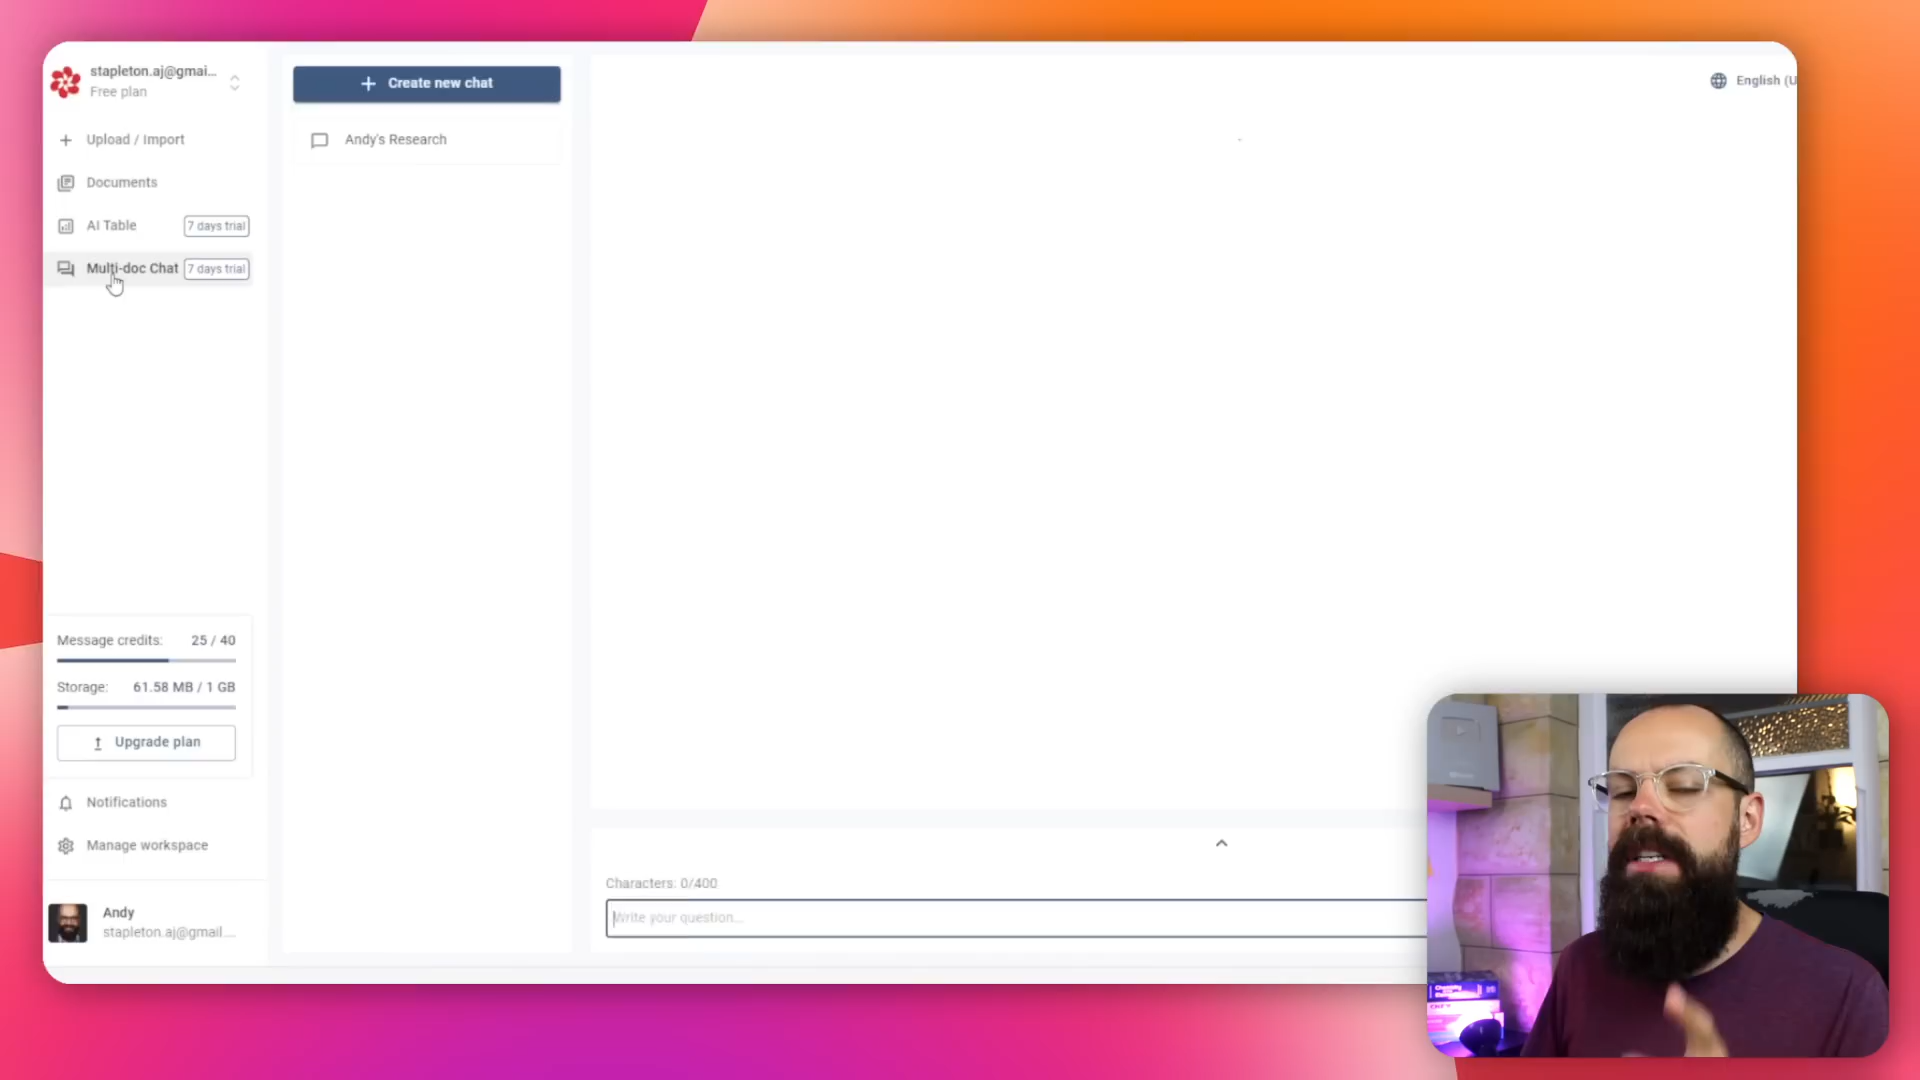 stapleton.aj@gmai...
Free plan
Upload / Import
Documents
AI Table
7 days trial
Multi-doc Chat
7 days trial
Message credits: 25 / 40
Storage: 61.58 MB / 1 GB
Upgrade plan
Notifications
Manage workspace
Andy
stapleton.aj@gmail....
Create new chat
Andy's Research
English (U
Characters: 0/400
Write your question...